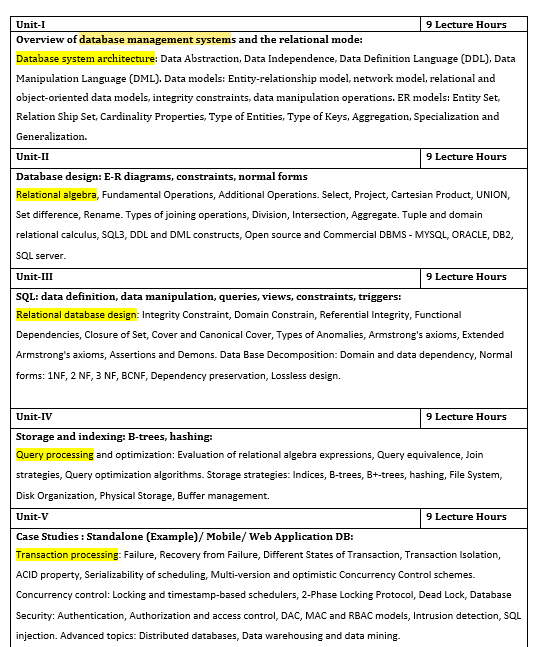 Unit-I 9 Lecture Hours
Overview of database management systems and the relational mode:
Database system architecture: Data Abstraction, Data Independence, Data Definition Language (DDL), Data
Manipulation Language (DML). Data models: Entity-relationship model, network model, relational and
object-oriented data models, integrity constraints, data manipulation operations. ER models: Entity Set,
Relation Ship Set, Cardinality Properties, Type of Entities, Type of Keys, Aggregation, Specialization and
Generalization.
Unit-II 9 Lecture Hours
Database design: E-R diagrams, constraints, normal forms
Relational algebra, Fundamental Operations, Additional Operations. Select, Project, Cartesian Product, UNION,
Set difference, Rename. Types of joining operations, Division, Intersection, Aggregate. Tuple and domain
relational calculus, SQL3, DDL and DML constructs, Open source and Commercial DBMS - MYSQL, ORACLE, DB2,
SQL server.
Unit-III 9 Lecture Hours
SQL: data definition, data manipulation, queries, views, constraints, triggers:
Relational database design: Integrity Constraint, Domain Constrain, Referential Integrity, Functional
Dependencies, Closure of Set, Cover and Canonical Cover, Types of Anomalies, Armstrong's axioms, Extended
Armstrong's axioms, Assertions and Demons. Data Base Decomposition: Domain and data dependency, Normal
forms: 1NF, 2 NF, 3 NF, BCNF, Dependency preservation, Lossless design.
Unit-IV 9 Lecture Hours
Storage and indexing: B-trees, hashing:
Query processing and optimization: Evaluation of relational algebra expressions, Query equivalence, Join
strategies, Query optimization algorithms. Storage strategies: Indices, B-trees, B+-trees, hashing, File System,
Disk Organization, Physical Storage, Buffer management.
Unit-V 9 Lecture Hours
Case Studies : Standalone (Example)/ Mobile/ Web Application DB:
Transaction processing: Failure, Recovery from Failure, Different States of Transaction, Transaction Isolation,
ACID property, Serializability of scheduling, Multi-version and optimistic Concurrency Control schemes.
Concurrency control: Locking and timestamp-based schedulers, 2-Phase Locking Protocol, Dead Lock, Database
Security: Authentication, Authorization and access control, DAC, MAC and RBAC models, Intrusion detection, SQL
injection. Advanced topics: Distributed databases, Data warehousing and data mining.